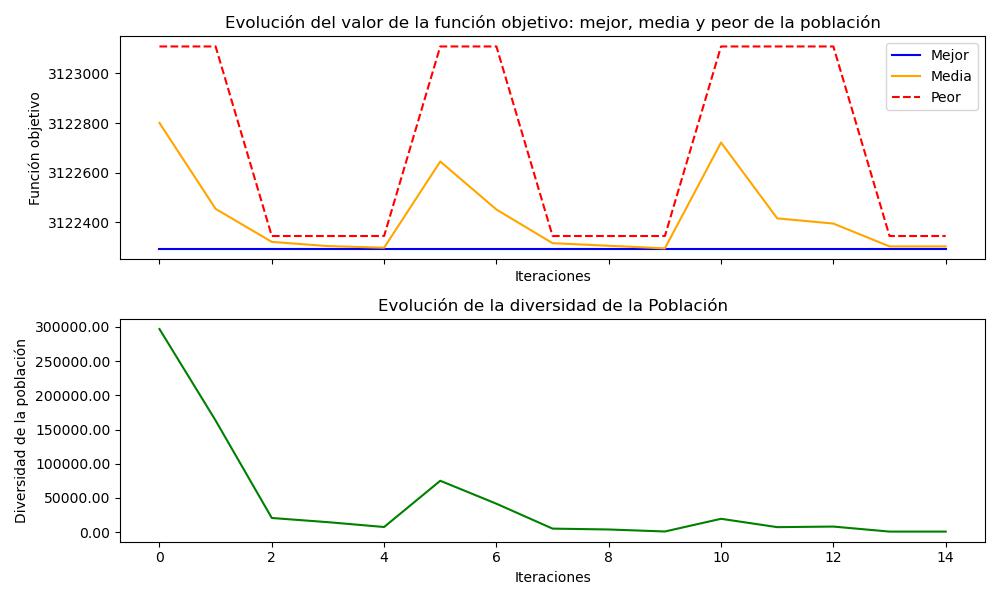 Evolución del valor de la función objetivo: mejor, media y peor de la población
Función objetivo
3123000
3122800
3122600
3122400
Mejor
Media
Peor
Iteraciones
Evolución de la diversidad de la Población
Diversidad de la población
300000.00
250000.00
200000.00
150000.00
100000.00
50000.00
0.00
0 2 4 6 8 10 12 14
Iteraciones